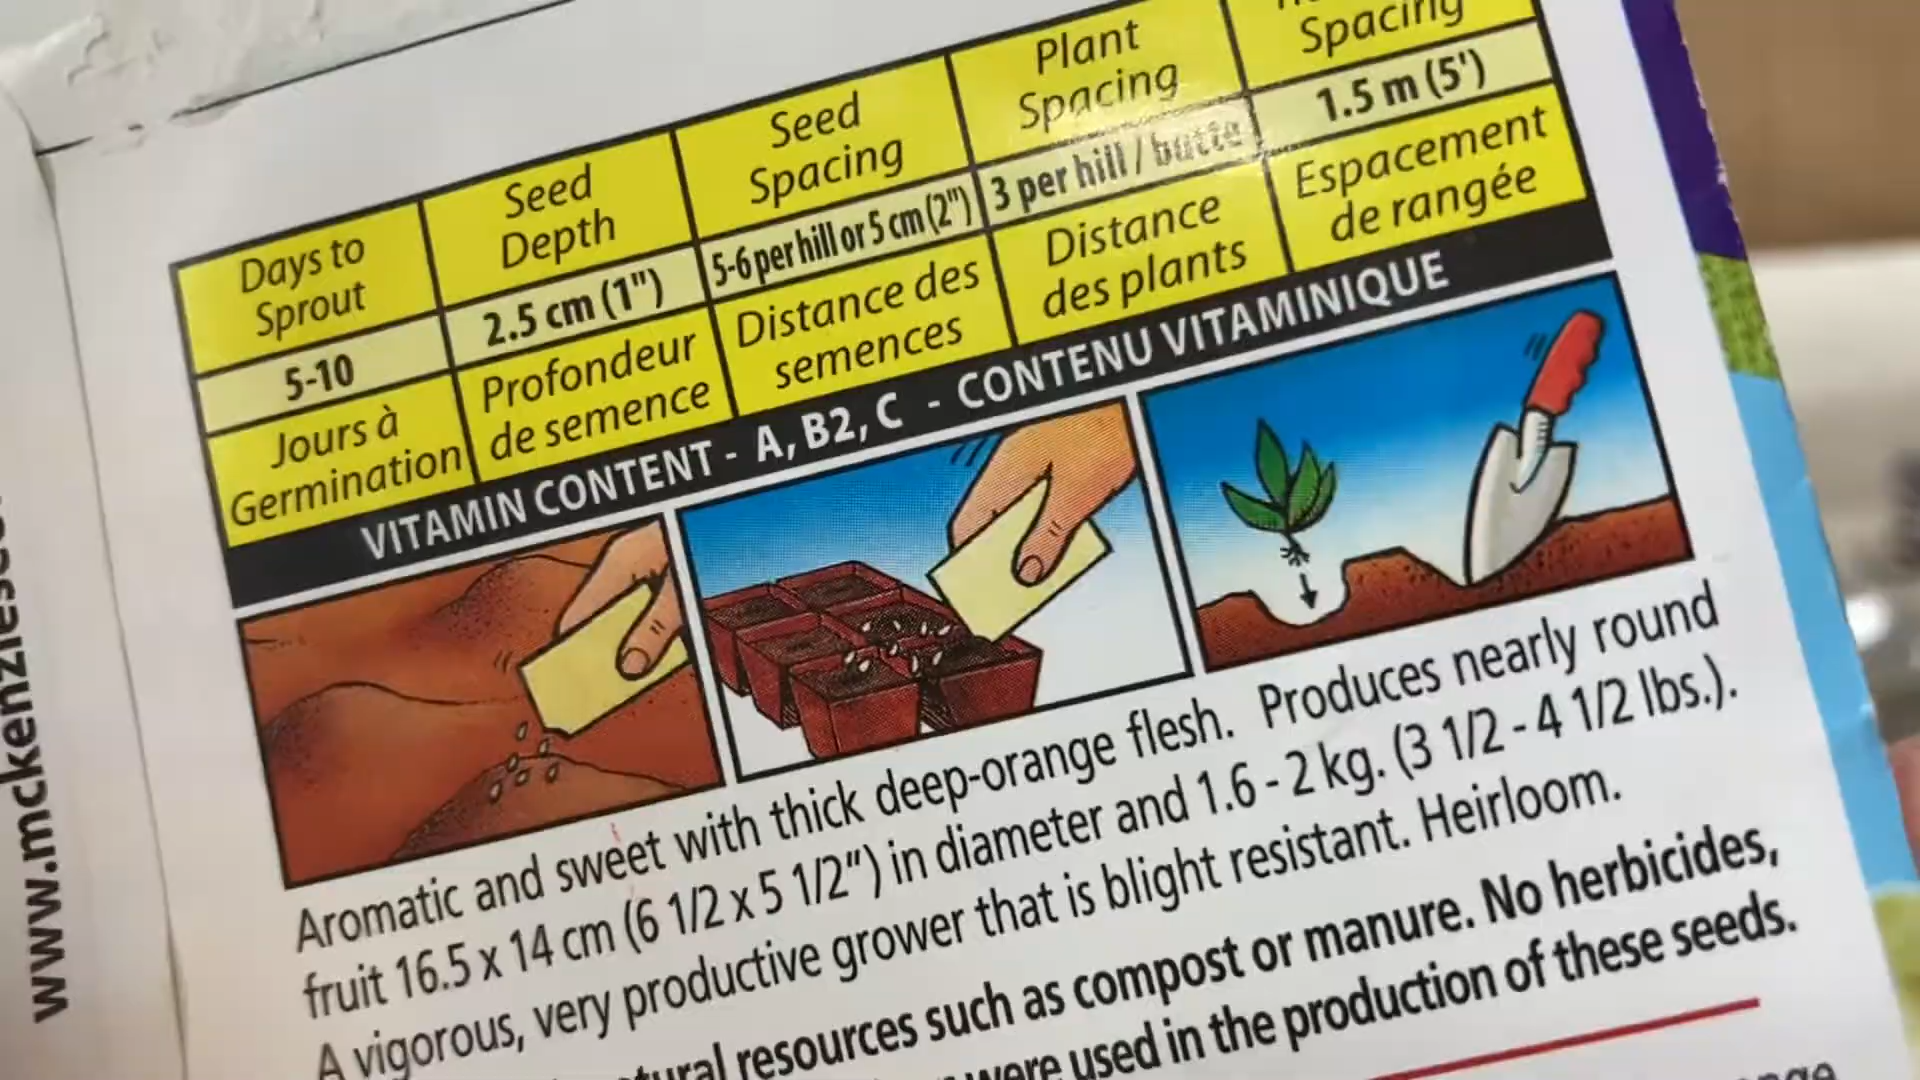 Days to
Sprout
5-10
Jours à
Germination
Seed
Depth
2.5 cm (1")
Profondeur
de semence
Seed
Spacing
5-6 per hill or 5 cm (2")
Distance des
semences
Plant
Spacing
3 per hill / butte
Distance
des plants
Spacing
1.5 m (5')
Espacement
de rangée
VITAMIN CONTENT - A, B2, C - CONTENU VITAMINIQUE
Aromatic and sweet with thick deep-orange flesh. Produces nearly round
fruit 16.5 x 14 cm (6 1/2 x 5 1/2") in diameter and 1.6 - 2 kg. (3 1/2 - 4 1/2 lbs.).
A vigorous, very productive grower that is blight resistant. Heirloom.
resources such as compost or manure. No herbicides,
were used in the production of these seeds.